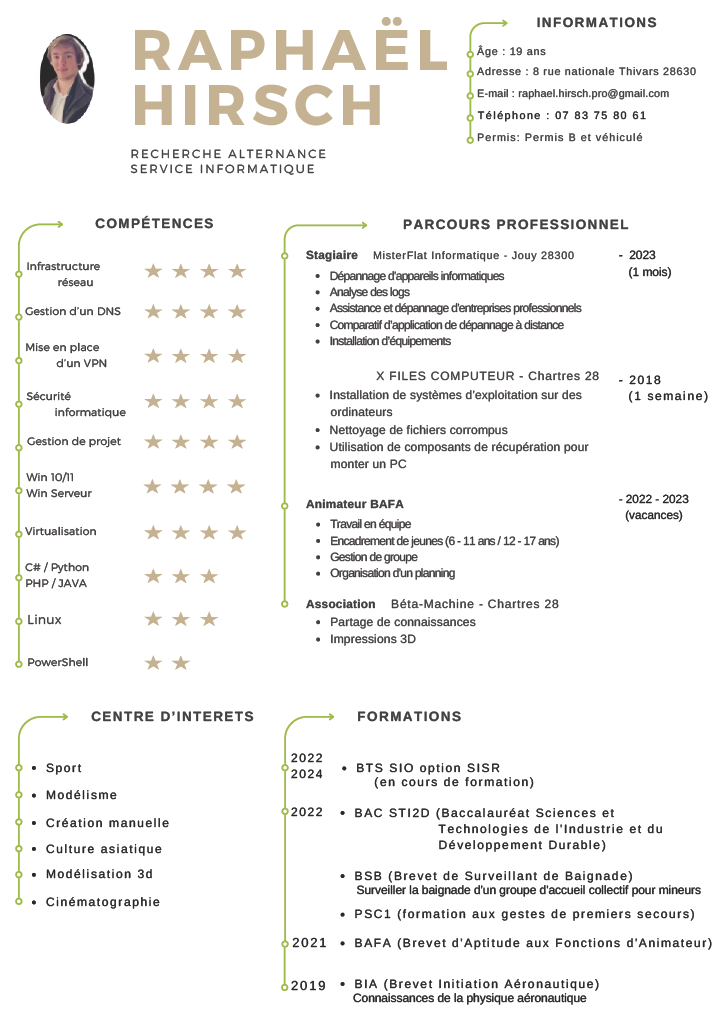 RAPHAËL
HIRSCH
RECHERCHE ALTERNANCE
SERVICE INFORMATIQUE
INFORMATIONS
Âge : 19 ans
Adresse : 8 rue nationale Thivars 28630
E-mail : raphael.hirsch.pro@gmail.com
Téléphone : 07 83 75 80 61
Permis: Permis B et véhiculé
COMPÉTENCES
Infrastructure
réseau
Gestion d'un DNS
Mise en place
d'un VPN
Sécurité
informatique
Gestion de projet
Win 10/11
Win Serveur
Virtualisation
C# / Python
PHP / JAVA
Linux
PowerShell
PARCOURS PROFESSIONNEL
Stagiaire MisterFlat Informatique - Jouy 28300 - 2023
(1 mois)
• Dépannage d'appareils informatiques
• Analyse des logs
• Assistance et dépannage d'entreprises professionnels
• Comparatif d'application de dépannage à distance
• Installation d'équipements
X FILES COMPUTEUR - Chartres 28 - 2018
(1 semaine)
• Installation de systèmes d'exploitation sur des
ordinateurs
• Nettoyage de fichiers corrompus
• Utilisation de composants de récupération pour
monter un PC
Animateur BAFA - 2022 - 2023
(vacances)
• Travail en équipe
• Encadrement de jeunes (6 - 11 ans / 12 - 17 ans)
• Gestion de groupe
• Organisation d'un planning
Association Béta-Machine - Chartres 28
• Partage de connaissances
• Impressions 3D
CENTRE D'INTERETS
• Sport
• Modélisme
• Création manuelle
• Culture asiatique
• Modélisation 3d
• Cinématographie
FORMATIONS
2022
2024
• BTS SIO option SISR
(en cours de formation)
2022 • BAC STI2D (Baccalauréat Sciences et
Technologies de l'Industrie et du
Développement Durable)
• BSB (Brevet de Surveillant de Baignade)
Surveiller la baignade d'un groupe d'accueil collectif pour mineurs
• PSC1 (formation aux gestes de premiers secours)
2021 • BAFA (Brevet d'Aptitude aux Fonctions d'Animateur)
2019 • BIA (Brevet Initiation Aéronautique)
Connaissances de la physique aéronautique